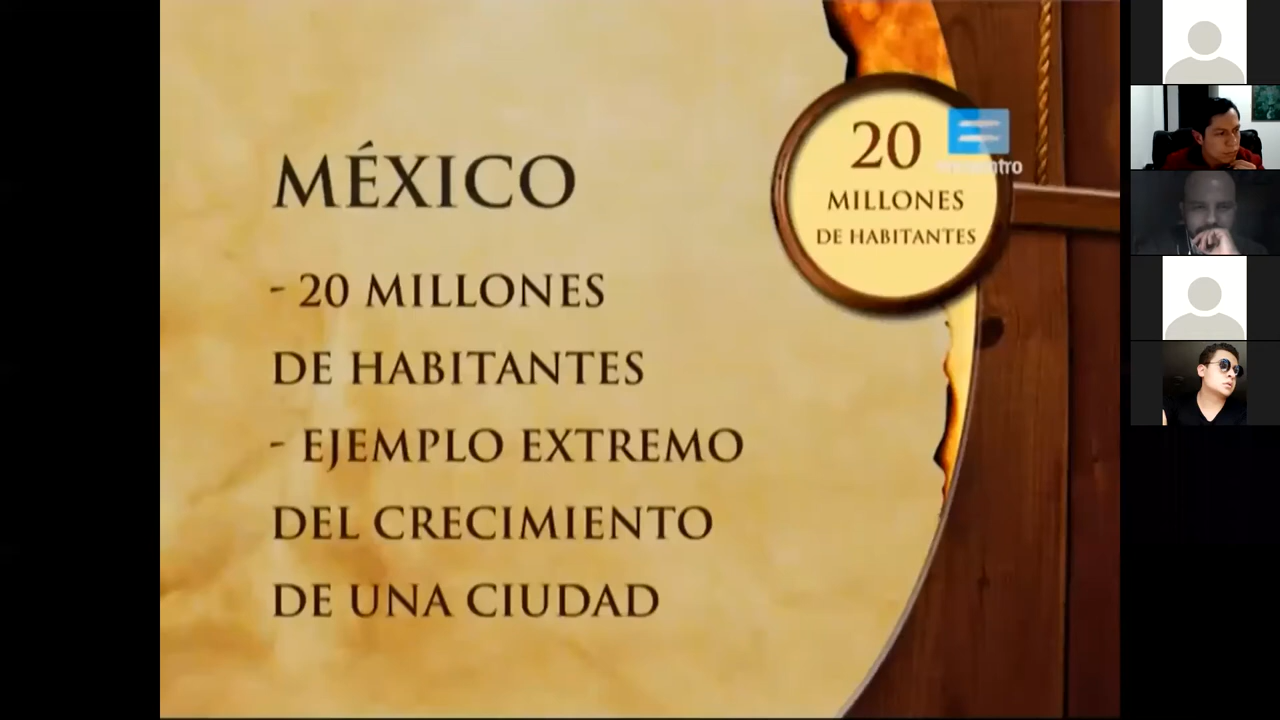 MÉXICO
- 20 MILLONES
DE HABITANTES
- EJEMPLO EXTREMO
DEL CRECIMIENTO
DE UNA CIUDAD
20
MILLONES
DE HABITANTES